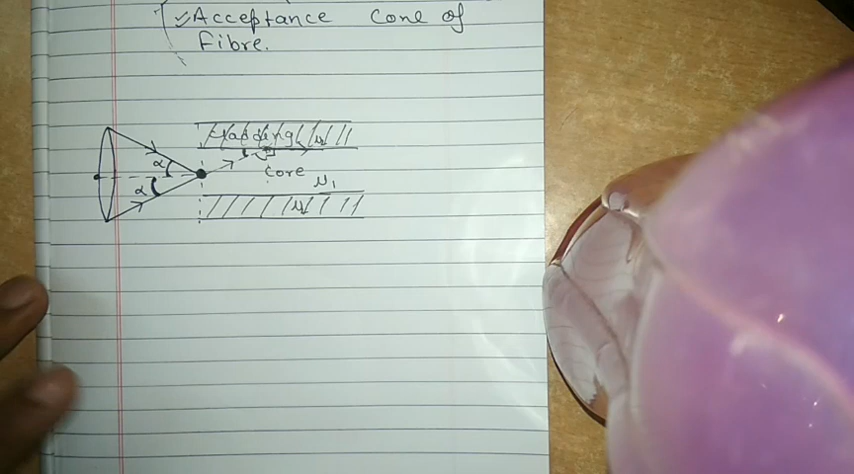 Acceptance Cone of
Fibre.
Cladding
α
Core
α
μ₁